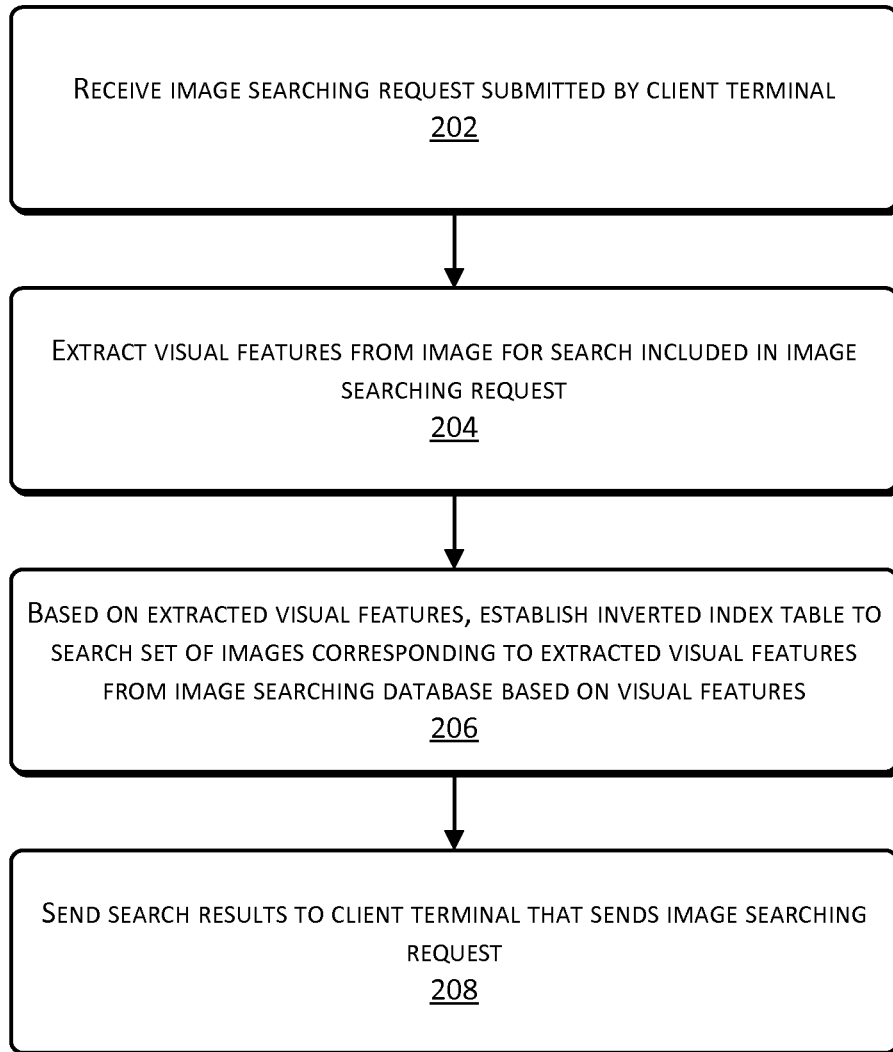 RECEIVE IMAGE SEARCHING REQUEST SUBMITTED BY CLIENT TERMINAL
202
EXTRACT VISUAL FEATURES FROM IMAGE FOR SEARCH INCLUDED IN IMAGE
SEARCHING REQUEST
204
BASED ON EXTRACTED VISUAL FEATURES, ESTABLISH INVERTED INDEX TABLE TO
SEARCH SET OF IMAGES CORRESPONDING TO EXTRACTED VISUAL FEATURES
FROM IMAGE SEARCHING DATABASE BASED ON VISUAL FEATURES
206
SEND SEARCH RESULTS TO CLIENT TERMINAL THAT SENDS IMAGE SEARCHING
REQUEST
208